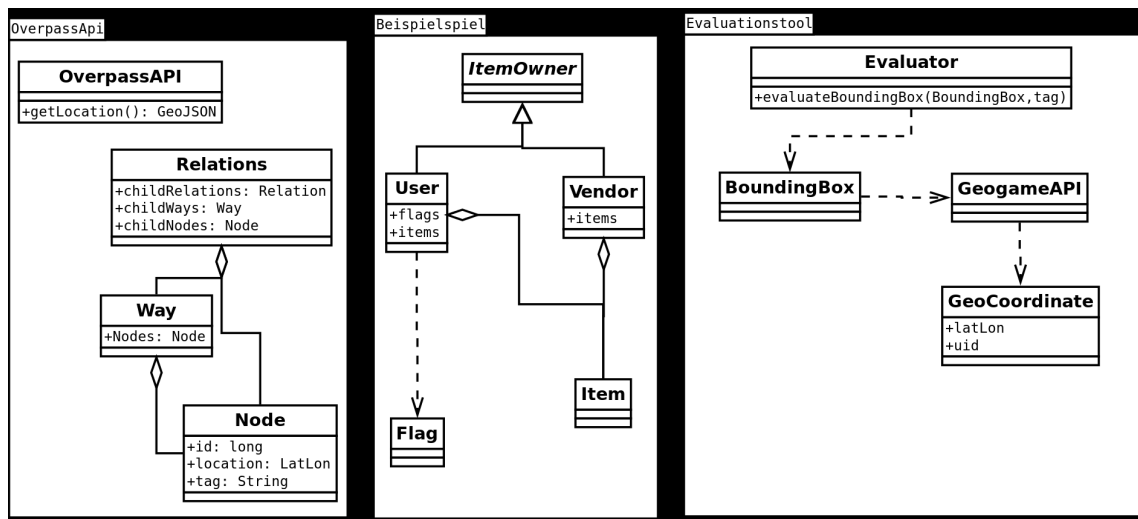 OverpassApi
OverpassAPI
+getLocation(): GeoJSON
Relations
+childRelations: Relation
+childWays: Way
+childNodes: Node
Way
+Nodes: Node
Node
+id: long
+location: LatLon
+tag: String
Beispielspiel
ItemOwner
User
+flags
+items
Vendor
+items
Item
Flag
Evaluationstool
Evaluator
+evaluateBoundingBox(BoundingBox,tag)
BoundingBox
GeogameAPI
GeoCoordinate
+latLon
+uid